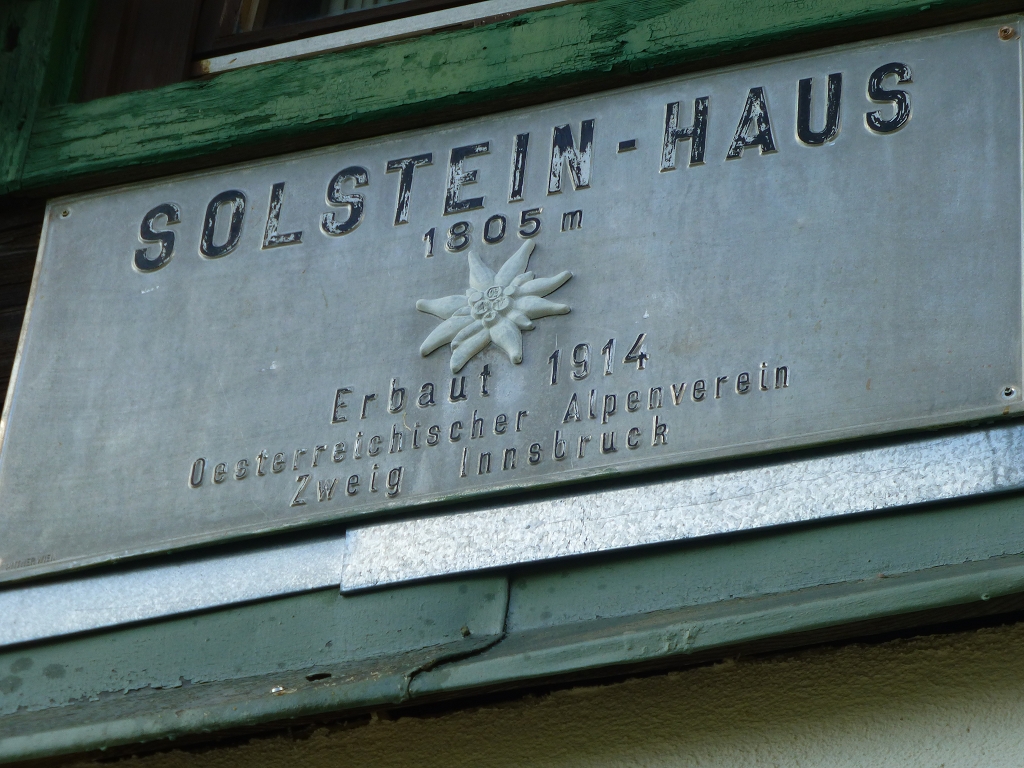 SOLSTEIN-HAUS
1805 m
Erbaut 1914
Oesterreichischer Alpenverein
Zweig Innsbruck